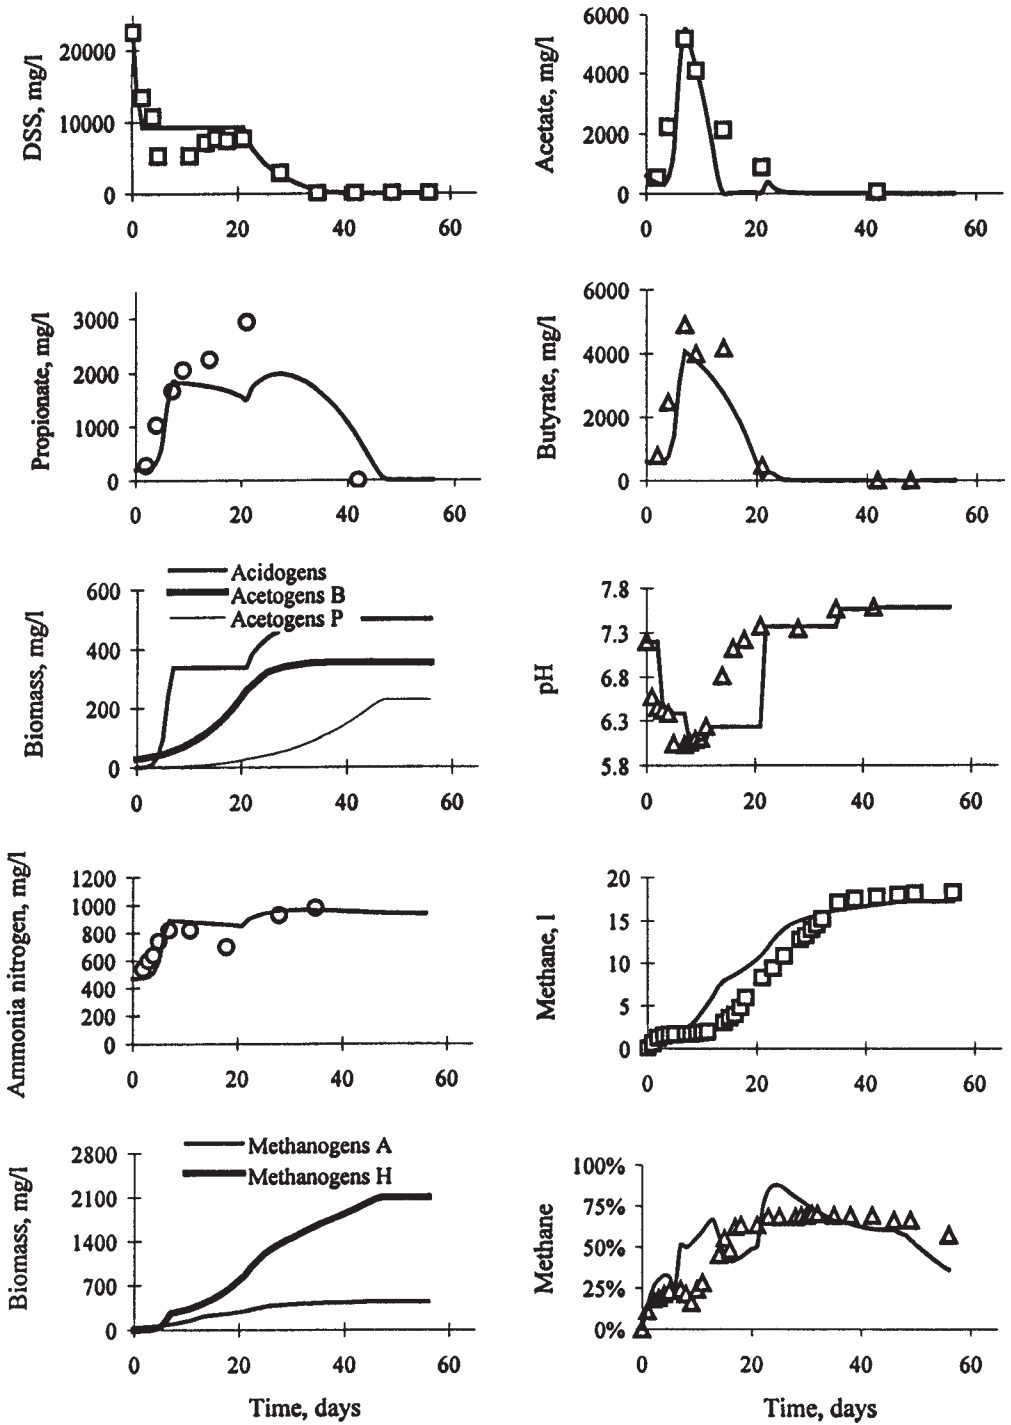 DSS, mg/l
20000
10000
0
0 20 40 60
Acetate, mg/l
6000
4000
2000
0
0 20 40 60
Propionate, mg/l
3000
2000
1000
0
0 20 40 60
Butyrate, mg/l
6000
4000
2000
0
0 20 40 60
Biomass, mg/l
Acidogens
Acetogens B
Acetogens P
600
400
200
0
0 20 40 60
pH
7.8
7.3
6.8
6.3
5.8
0 20 40 60
Ammonia nitrogen, mg/l
1200
1000
800
600
400
200
0
0 20 40 60
Methane, l
20
15
10
5
0
0 20 40 60
Biomass, mg/l
Methanogens A
Methanogens H
2800
2100
1400
700
0
0 20 40 60
Time, days
Methane
100%
75%
50%
25%
0%
0 20 40 60
Time, days